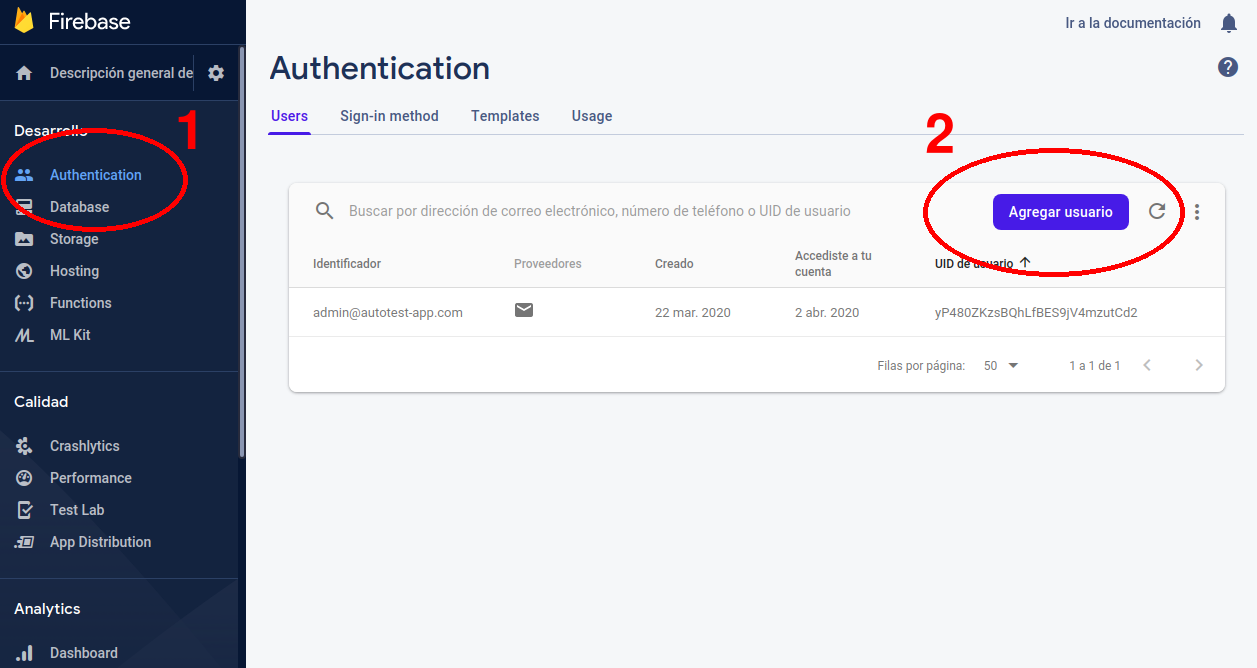 Firebase
Descripción general de
Desarrollo
1
Authentication
Database
Storage
Hosting
Functions
ML Kit
Calidad
Crashlytics
Performance
Test Lab
App Distribution
Analytics
Dashboard
Ir a la documentación
Authentication
Users Sign-in method Templates Usage
2
Buscar por dirección de correo electrónico, número de teléfono o UID de usuario
Agregar usuario
Identificador Proveedores Creado Accediste a tu cuenta UID de usuario
admin@autotest-app.com 22 mar. 2020 2 abr. 2020 yP480ZKzsBQhLfBES9jV4mzutCd2
Filas por página: 50 1 a 1 de 1